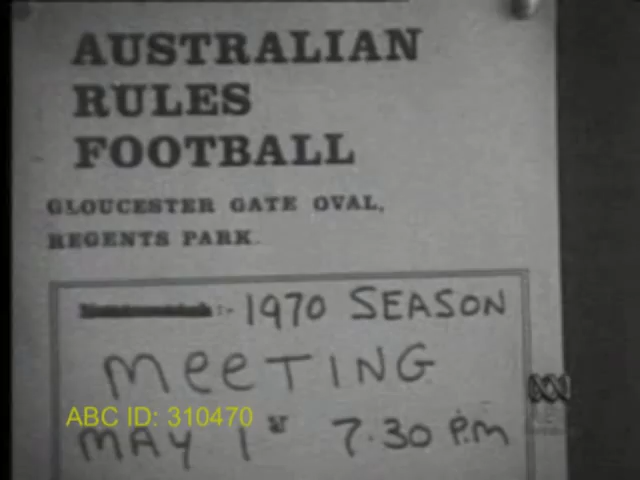 AUSTRALIAN
RULES
FOOTBALL
GLOUCESTER GATE OVAL,
REGENTS PARK.
:- 1970 SEASON
MeeTING
ABC ID: 310470
MAY 1st 7.30 P.M